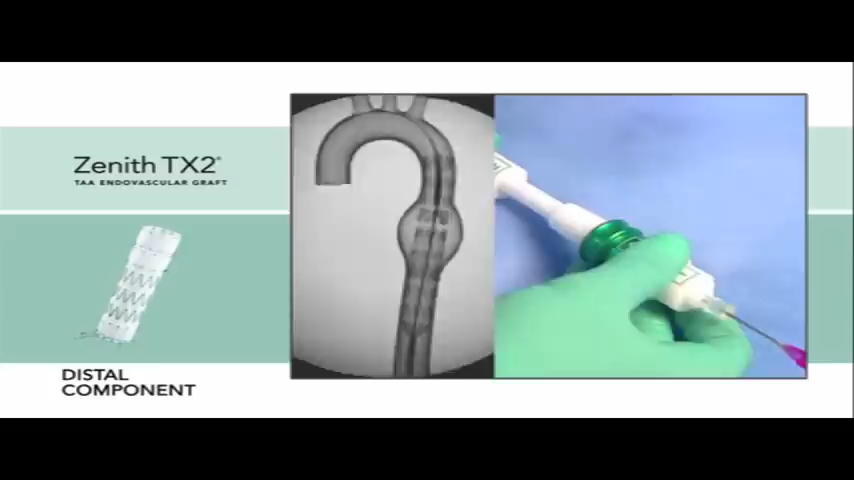 Zenith TX2®
TAA ENDOVASCULAR GRAFT
DISTAL
COMPONENT